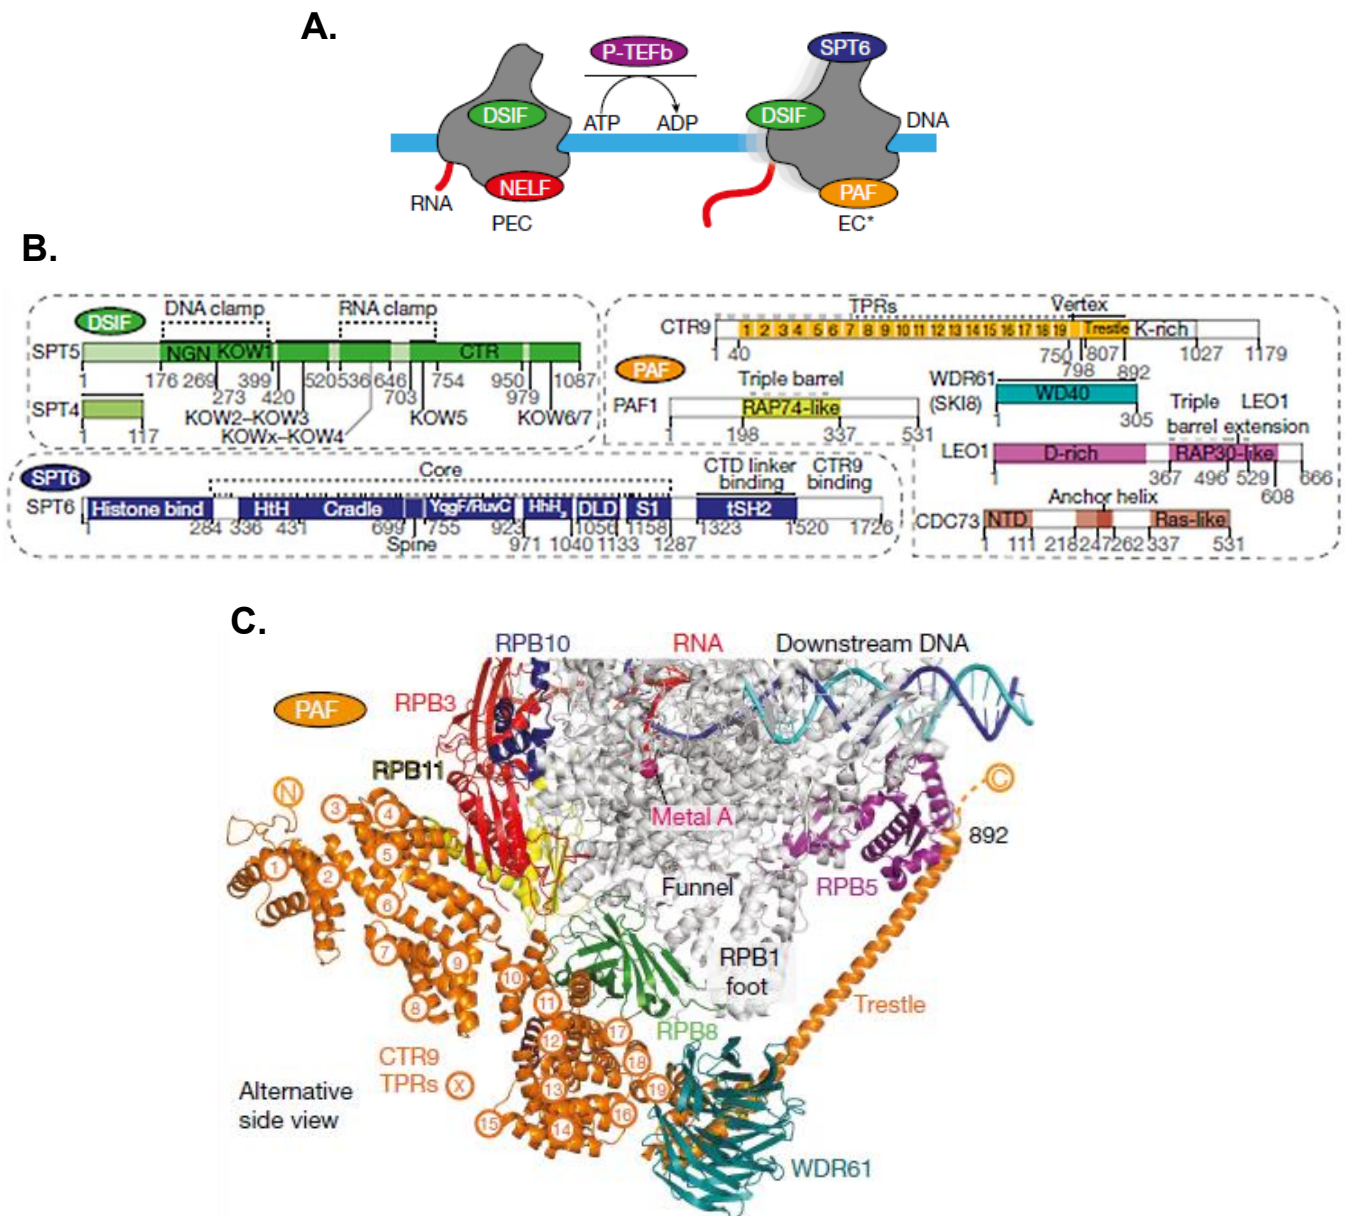 A.
P-TEFb
SPT6
DSIF
ATP
ADP
DSIF
DNA
RNA
NELF
PEC
PAF
EC*
B.
DSIF
DNA clamp
RNA clamp
SPT5
NGN KOW1
CTR
1 176 269 399 520 536 646 754 950 1087
273 420 703 979
SPT4
1 117
KOW2–KOW3
KOWx–KOW4
KOW5
KOW6/7
TPRs
Vertex
CTR9
1 2 3 4 5 6 7 8 9 10 11 12 13 14 15 16 17 18 19
Trestle
K-rich
1 40 750 807 1027 1179
798 892
PAF
Triple barrel
PAF1
RAP74-like
1 198 337 531
WDR61
(SKI8)
WD40
1 305
Triple
barrel
LEO1
extension
LEO1
D-rich
RAP30-like
1 367 496 529 666
608
Anchor helix
CDC73
NTD
Ras-like
1 111 218 247 262 337 531
SPT6
Core
CTD linker
binding
CTR9
binding
SPT6
Histone bind
HtH
Cradle
YqgF/RuvC
HhH2
DLD
S1
tSH2
1 284 336 431 699 755 923 1056 1158 1323 1520 1726
Spine
971 1040 1133 1287
C.
RPB10
RNA
Downstream DNA
PAF
RPB3
RPB11
N
C
3
4
Metal A
892
5
1
2
RPB5
Funnel
6
7
9
10
RPB1
foot
8
11
Trestle
12
17
RPB8
18
CTR9
TPRs X
13
19
Alternative
side view
15
14
16
WDR61